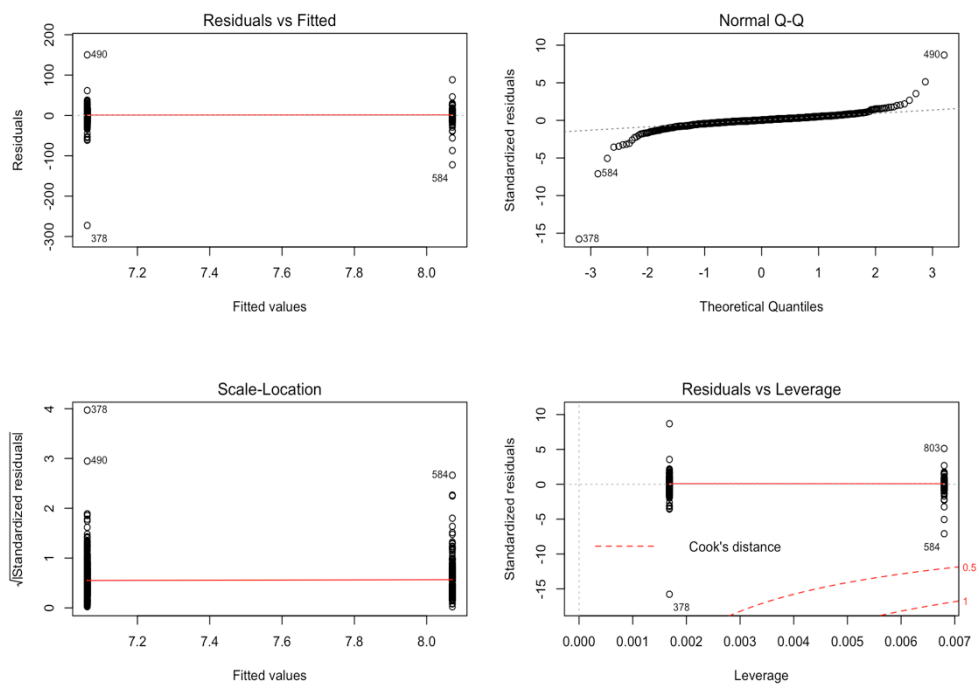 Residuals vs Fitted
Residuals
200
100
0
-100
-200
-300
490
584
378
7.2 7.4 7.6 7.8 8.0
Fitted values
Normal Q-Q
Standardized residuals
10
5
0
-5
-10
-15
490
584
378
-3 -2 -1 0 1 2 3
Theoretical Quantiles
Scale-Location
√|Standardized residuals|
4
3
2
1
0
378
490
584
7.2 7.4 7.6 7.8 8.0
Fitted values
Residuals vs Leverage
Standardized residuals
10
5
0
-5
-10
-15
803
Cook's distance
584
0.5
1
378
0.000 0.001 0.002 0.003 0.004 0.005 0.006 0.007
Leverage